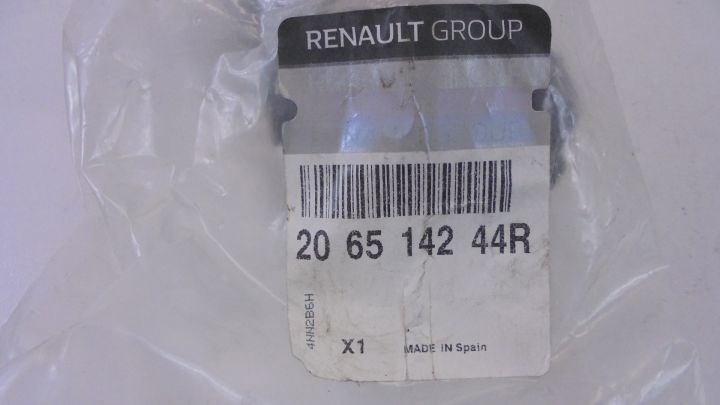 RENAULT GROUP
20 65 142 44R
4NN2B6H
X1 MADE IN Spain